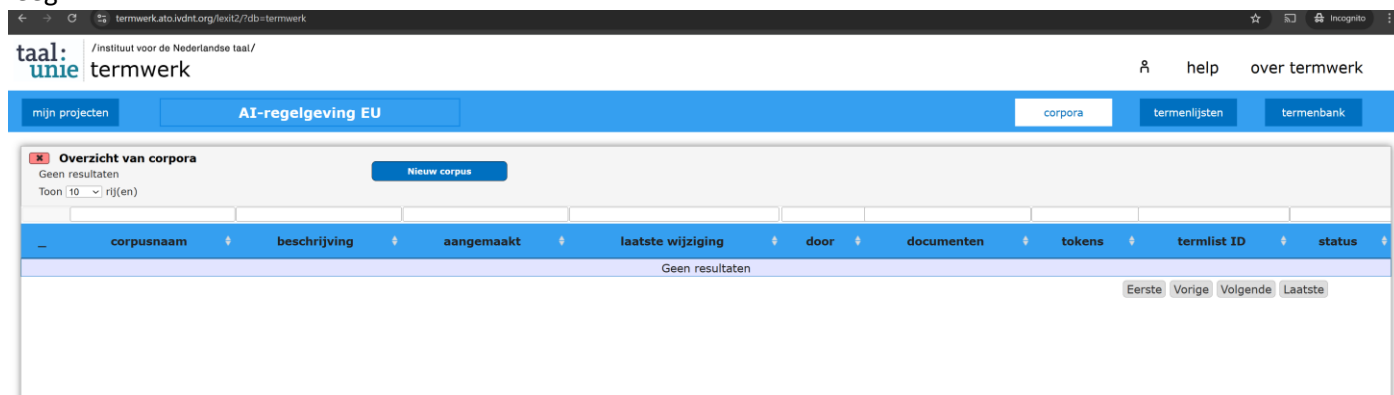 termwerk.ato.ivdnt.org/lexit2/?db=termwerk
Incognito
taal:
unie
/instituut voor de Nederlandse taal/
termwerk
help
over termwerk
mijn projecten
AI-regelgeving EU
corpora
termenlijsten
termenbank
Overzicht van corpora
Geen resultaten
Nieuw corpus
Toon 10 rij(en)
_ corpusnaam beschrijving aangemaakt laatste wijziging door documenten tokens termlist ID status
Geen resultaten
Eerste Vorige Volgende Laatste